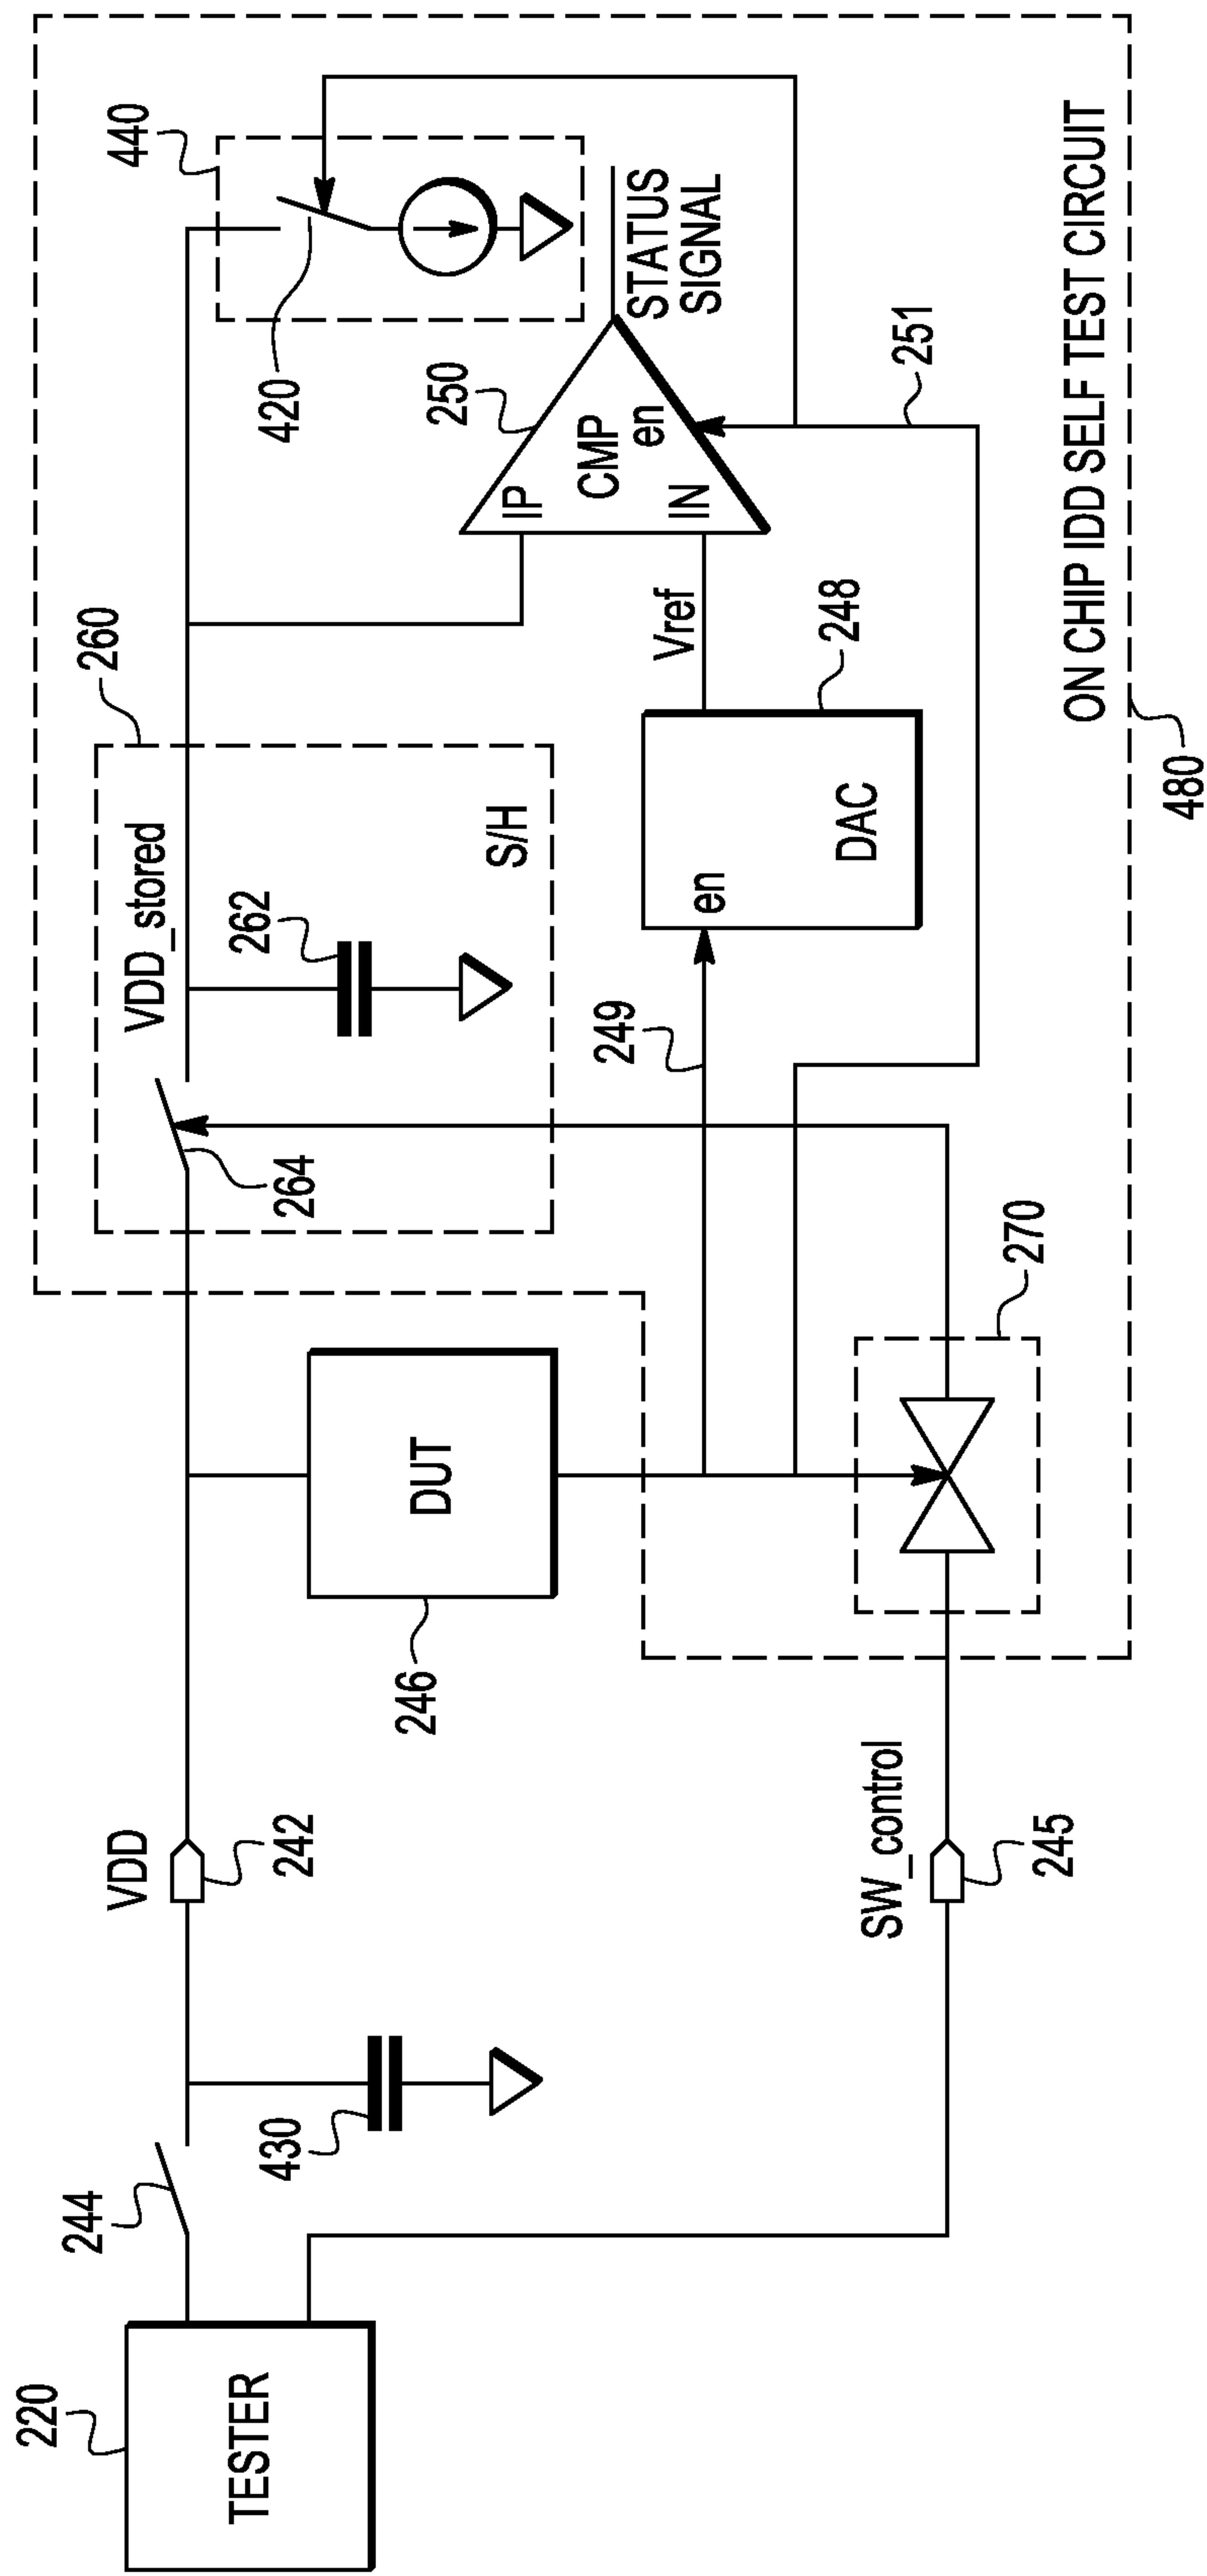 220
TESTER
244
430
VDD
242
SW_control
245
DUT
246
270
260
VDD_stored
264
262
S/H
249
en
DAC
248
Vref
IP
IN
CMP
en
250
251
440
420
STATUS
SIGNAL
480
ON CHIP IDD SELF TEST CIRCUIT